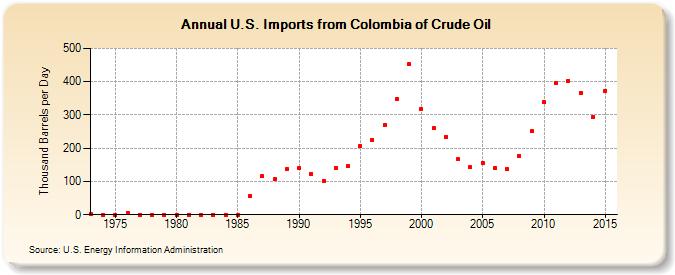 Annual U.S. Imports from Colombia of Crude Oil
Thousand Barrels per Day
500
400
300
200
100
0
1975 1980 1985 1990 1995 2000 2005 2010 2015
Source: U.S. Energy Information Administration